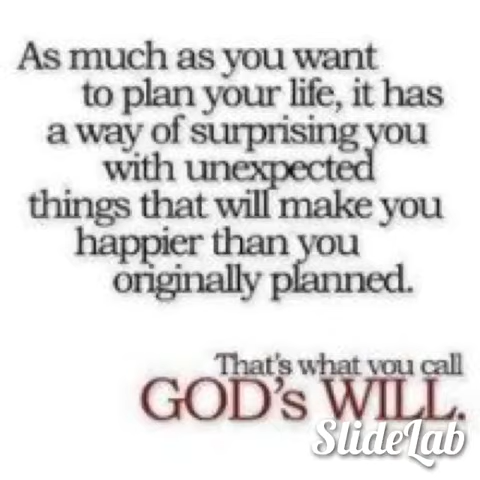 As much as you want
to plan your life, it has
a way of surprising you
with unexpected
things that will make you
happier than you
originally planned.
That's what you call
GOD's WILL.
SlideLab